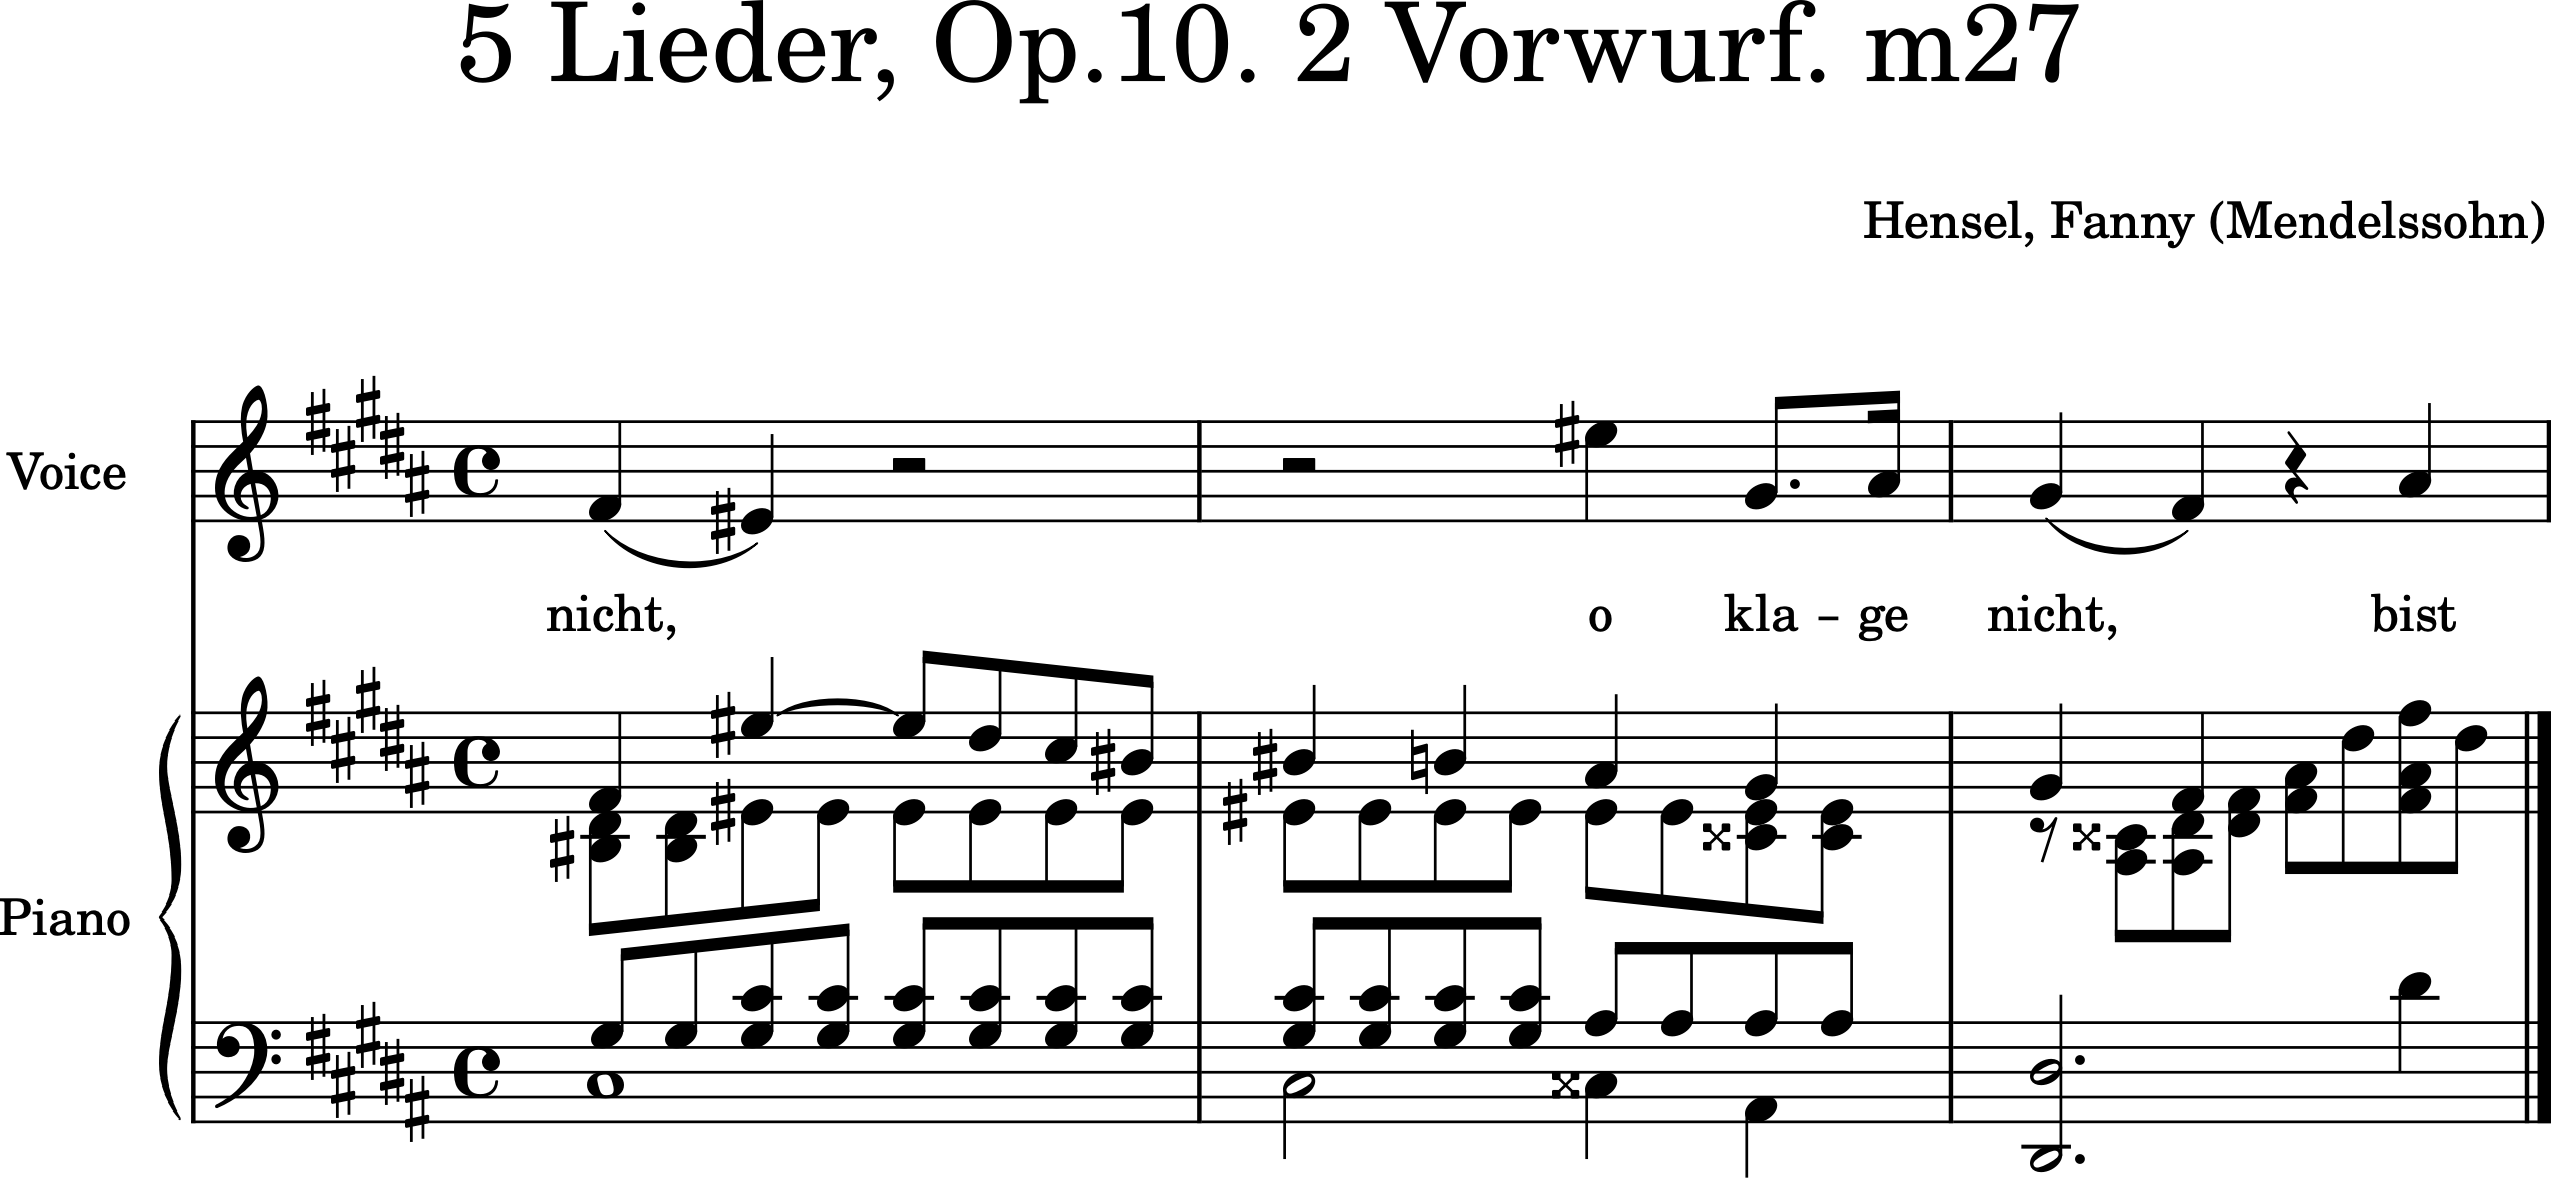 5 Lieder, Op.10. 2 Vorwurf. m27
Hensel, Fanny (Mendelssohn)
Voice
nicht, o kla - ge nicht, bist
Piano